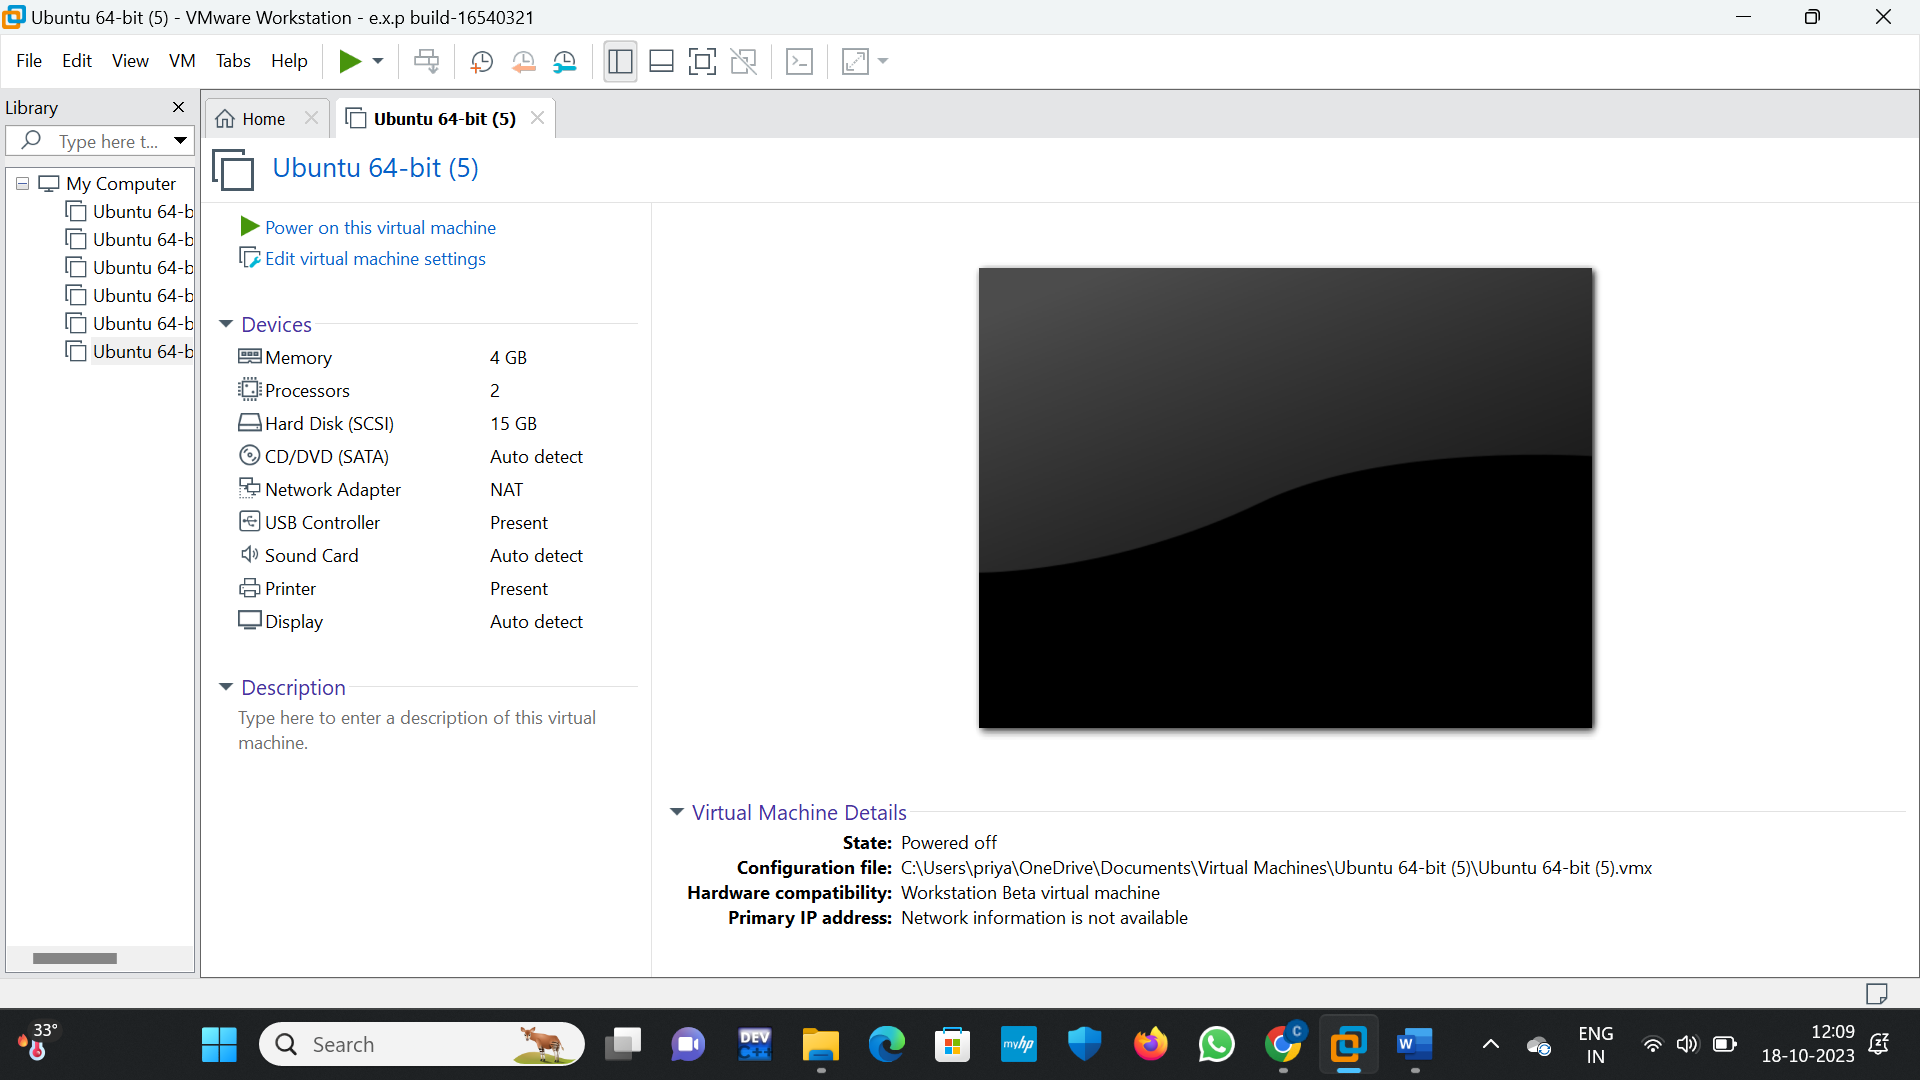 Ubuntu 64-bit (5) - VMware Workstation - e.x.p build-16540321
File Edit View VM Tabs Help
Library
Type here t...
My Computer
Ubuntu 64-b
Ubuntu 64-b
Ubuntu 64-b
Ubuntu 64-b
Ubuntu 64-b
Ubuntu 64-b
Home
Ubuntu 64-bit (5)
Ubuntu 64-bit (5)
Power on this virtual machine
Edit virtual machine settings
Devices
Memory 4 GB
Processors 2
Hard Disk (SCSI) 15 GB
CD/DVD (SATA) Auto detect
Network Adapter NAT
USB Controller Present
Sound Card Auto detect
Printer Present
Display Auto detect
Description
Type here to enter a description of this virtual
machine.
Virtual Machine Details
State: Powered off
Configuration file: C:\Users\priya\OneDrive\Documents\Virtual Machines\Ubuntu 64-bit (5)\Ubuntu 64-bit (5).vmx
Hardware compatibility: Workstation Beta virtual machine
Primary IP address: Network information is not available
33°
Search
DEV
C++
myhp
C
W
ENG
IN
12:09
18-10-2023